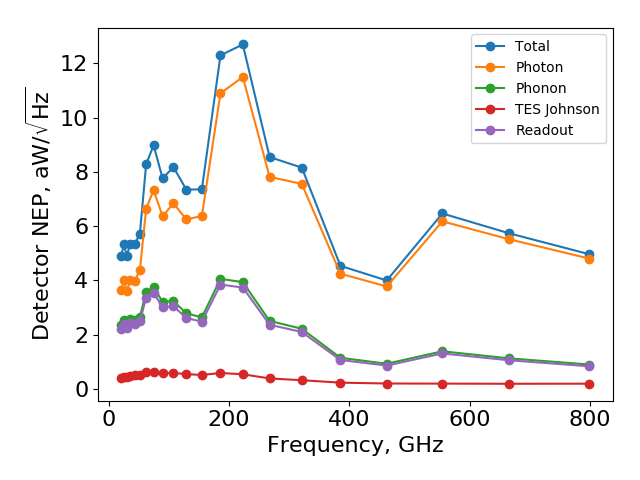 Total
Photon
Phonon
TES Johnson
Readout
12
10
8
6
4
2
0
Detector NEP, aW/√Hz
0 200 400 600 800
Frequency, GHz